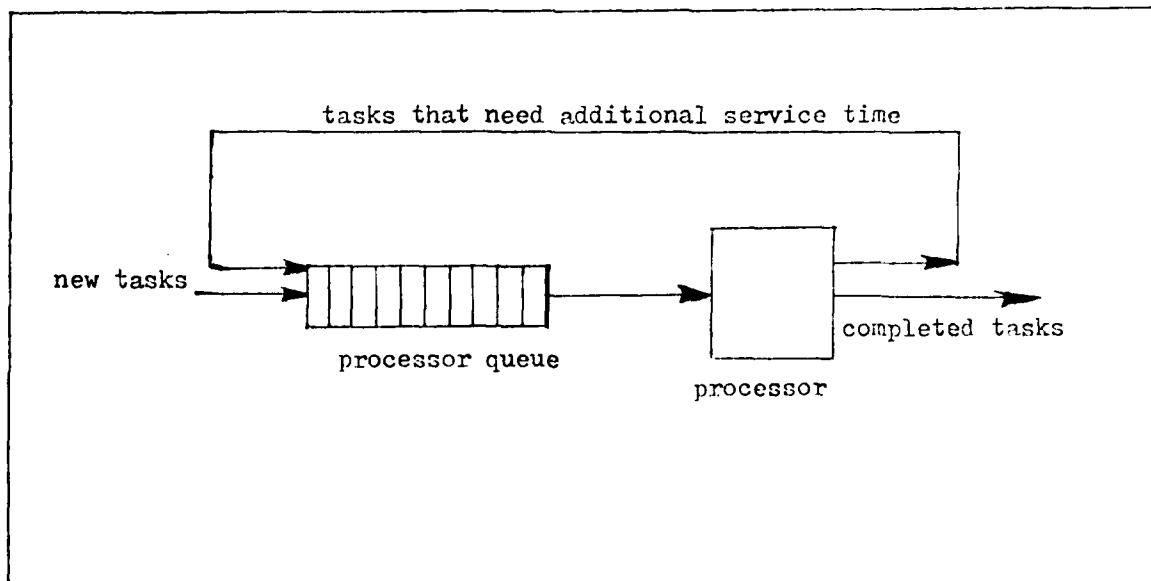 tasks that need additional service time
new tasks
processor queue
completed tasks
processor